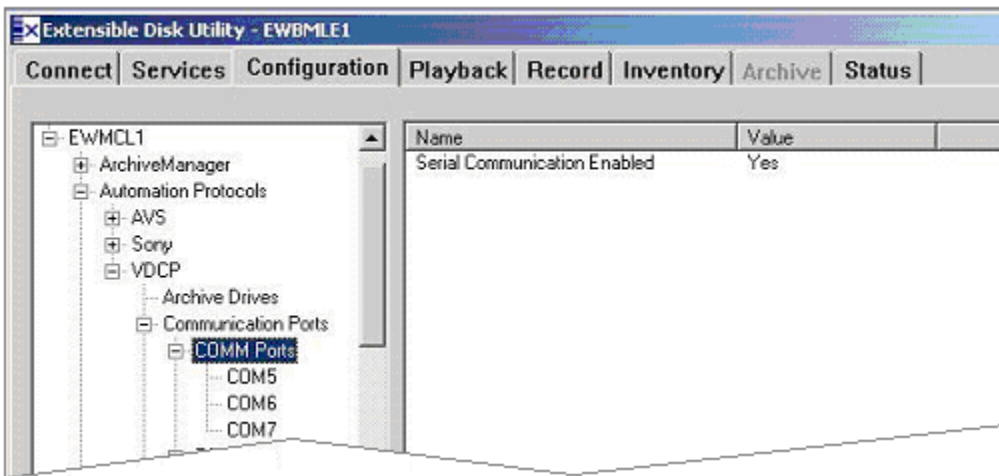 Extensible Disk Utility - EWBMLE1
Connect Services Configuration Playback Record Inventory Archive Status
EWMCL1
ArchiveManager
Automation Protocols
AVS
Sony
VDCP
Archive Drives
Communication Ports
COMM Ports
COM5
COM6
COM7
Name Value
Serial Communication Enabled Yes